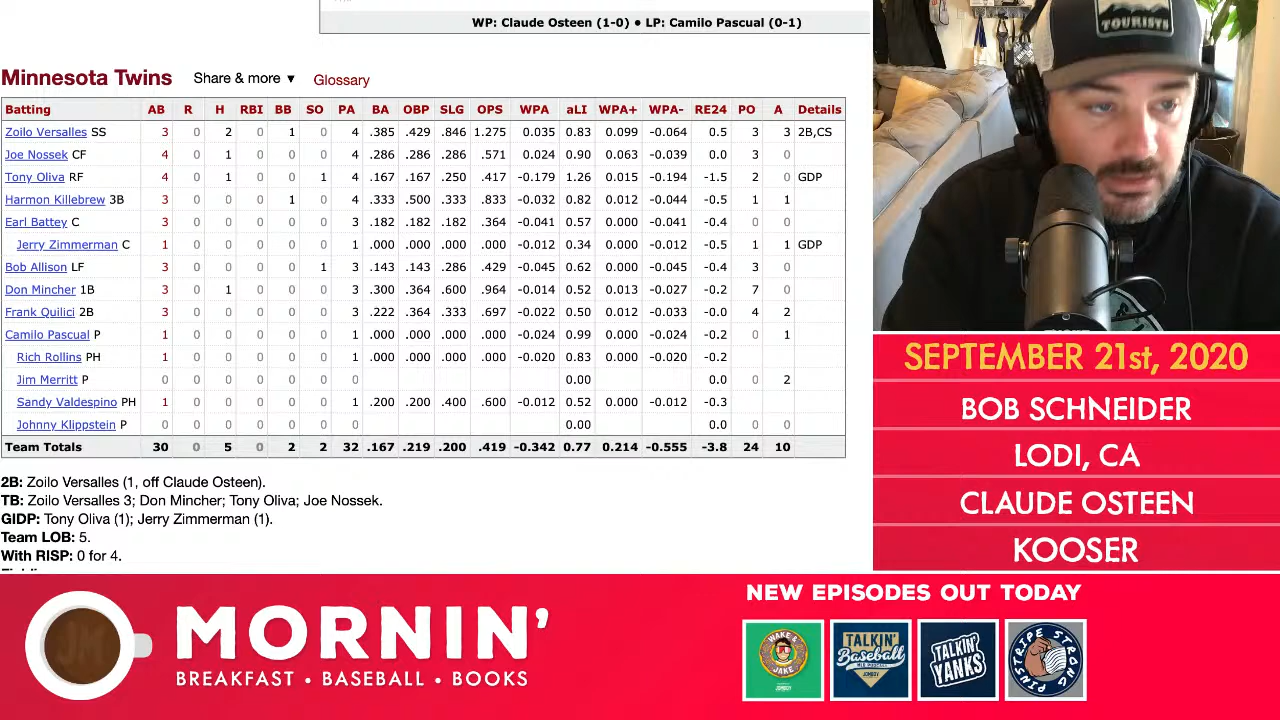 WP: Claude Osteen (1-0) • LP: Camilo Pascual (0-1)
Minnesota Twins Share & more ▼ Glossary
Batting AB R H RBI BB SO PA BA OBP SLG OPS WPA aLI WPA+ WPA- RE24 PO A Details
Zoilo Versalles SS 3 0 2 0 1 0 4 .385 .429 .846 1.275 0.035 0.83 0.099 -0.064 0.5 3 3 2B,CS
Joe Nossek CF 4 0 1 0 0 0 4 .286 .286 .286 .571 0.024 0.90 0.063 -0.039 0.0 3 0
Tony Oliva RF 4 0 1 0 0 1 4 .167 .167 .250 .417 -0.179 1.26 0.015 -0.194 -1.5 2 0 GDP
Harmon Killebrew 3B 3 0 0 0 1 0 4 .333 .500 .333 .833 -0.032 0.82 0.012 -0.044 -0.5 1 1
Earl Battey C 3 0 0 0 0 0 3 .182 .182 .182 .364 -0.041 0.57 0.000 -0.041 -0.4 0 0
Jerry Zimmerman C 1 0 0 0 0 0 1 .000 .000 .000 .000 -0.012 0.34 0.000 -0.012 -0.5 1 1 GDP
Bob Allison LF 3 0 0 0 0 1 3 .143 .143 .286 .429 -0.045 0.62 0.000 -0.045 -0.4 3 0
Don Mincher 1B 3 0 1 0 0 0 3 .300 .364 .600 .964 -0.014 0.52 0.013 -0.027 -0.2 7 0
Frank Quilici 2B 3 0 0 0 0 0 3 .222 .364 .333 .697 -0.022 0.50 0.012 -0.033 -0.0 4 2
Camilo Pascual P 1 0 0 0 0 0 1 .000 .000 .000 .000 -0.024 0.99 0.000 -0.024 -0.2 0 1
Rich Rollins PH 1 0 0 0 0 0 1 .000 .000 .000 .000 -0.020 0.83 0.000 -0.020 -0.2
Jim Merritt P 0 0 0 0 0 0 0 0.00 0.0 0 2
Sandy Valdespino PH 1 0 0 0 0 0 1 .200 .200 .400 .600 -0.012 0.52 0.000 -0.012 -0.3
Johnny Klippstein P 0 0 0 0 0 0 0 0.00 0.0 0 0
Team Totals 30 0 5 0 2 2 32 .167 .219 .200 .419 -0.342 0.77 0.214 -0.555 -3.8 24 10
2B: Zoilo Versalles (1, off Claude Osteen).
TB: Zoilo Versalles 3; Don Mincher; Tony Oliva; Joe Nossek.
GIDP: Tony Oliva (1); Jerry Zimmerman (1).
Team LOB: 5.
With RISP: 0 for 4.
TOURISTS
SEPTEMBER 21st, 2020
BOB SCHNEIDER
LODI, CA
CLAUDE OSTEEN
KOOSER
JK
MORNIN'
BREAKFAST • BASEBALL • BOOKS
NEW EPISODES OUT TODAY
WAKE & JAKE
TALKIN' Baseball
JOMBOY
TALKIN' YANKS
PINSTRIPE STRONG